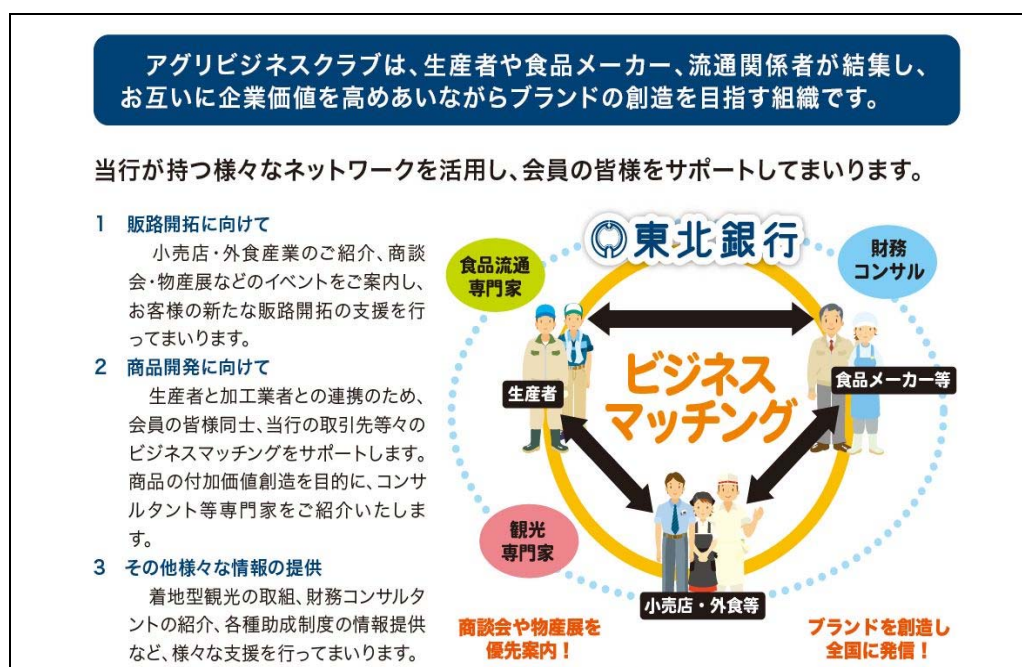 アグリビジネスクラブは、生産者や食品メーカー、流通関係者が結集し、
お互いに企業価値を高めあいながらブランドの創造を目指す組織です。
当行が持つ様々なネットワークを活用し、会員の皆様をサポートしてまいります。
1 販路開拓に向けて
小売店・外食産業のご紹介、商談
会・物産展などのイベントをご案内し、
お客様の新たな販路開拓の支援を行
ってまいります。
2 商品開発に向けて
生産者と加工業者との連携のため、
会員の皆様同士、当行の取引先等々の
ビジネスマッチングをサポートします。
商品の付加価値創造を目的に、コンサ
ルタント等専門家をご紹介いたしま
す。
3 その他様々な情報の提供
着地型観光の取組、財務コンサルタ
ントの紹介、各種助成制度の情報提供
など、様々な支援を行ってまいります。
東北銀行
食品流通
専門家
財務
コンサル
生産者
ビジネス
マッチング
食品メーカー等
観光
専門家
小売店・外食等
商談会や物産展を
優先案内！
ブランドを創造し
全国に発信！